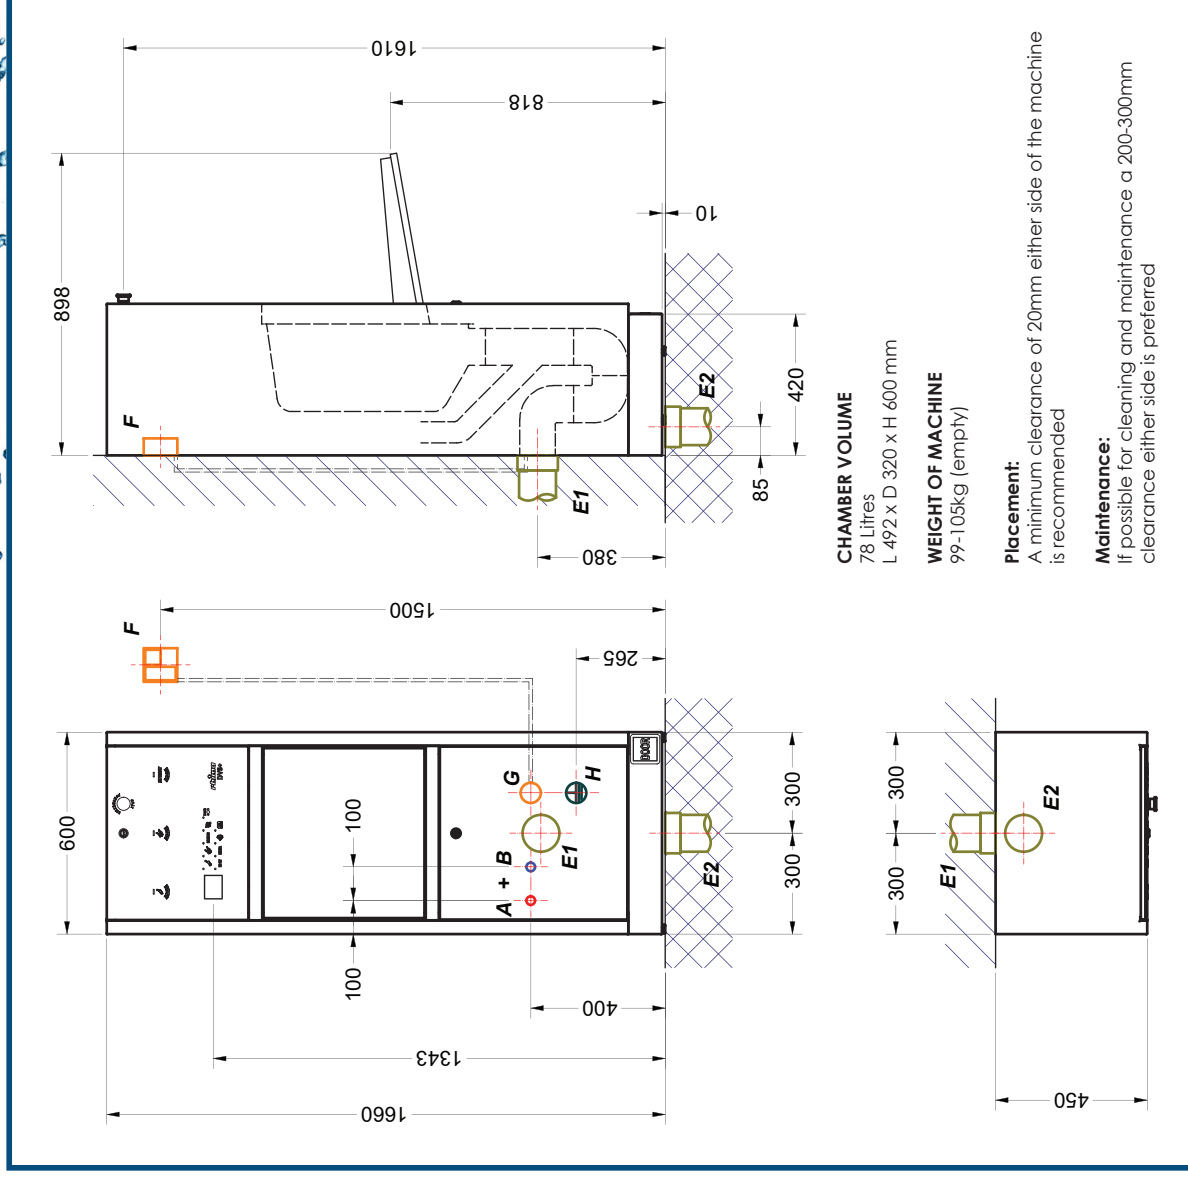 1610
818
898
10
F
420
E2
85
E1
380
CHAMBER VOLUME
78 Litres
L 492 x D 320 x H 600 mm
WEIGHT OF MACHINE
99-105kg (empty)
Placement:
A minimum clearance of 20mm either side of the machine
is recommended
Maintenance:
If possible for cleaning and maintenance a 200-300mm
clearance either side is preferred
1500
F
265
600
G
H
100
A + B
E1
E2
300
300
100
400
1343
1660
300
300
E2
E1
450